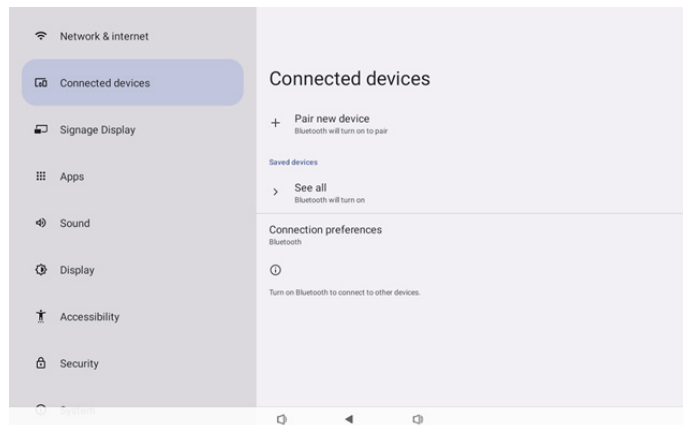 Network & internet
Connected devices
Signage Display
Apps
Sound
Display
Accessibility
Security
System
Connected devices
Pair new device
Bluetooth will turn on to pair
Saved devices
See all
Bluetooth will turn on
Connection preferences
Bluetooth
Turn on Bluetooth to connect to other devices.